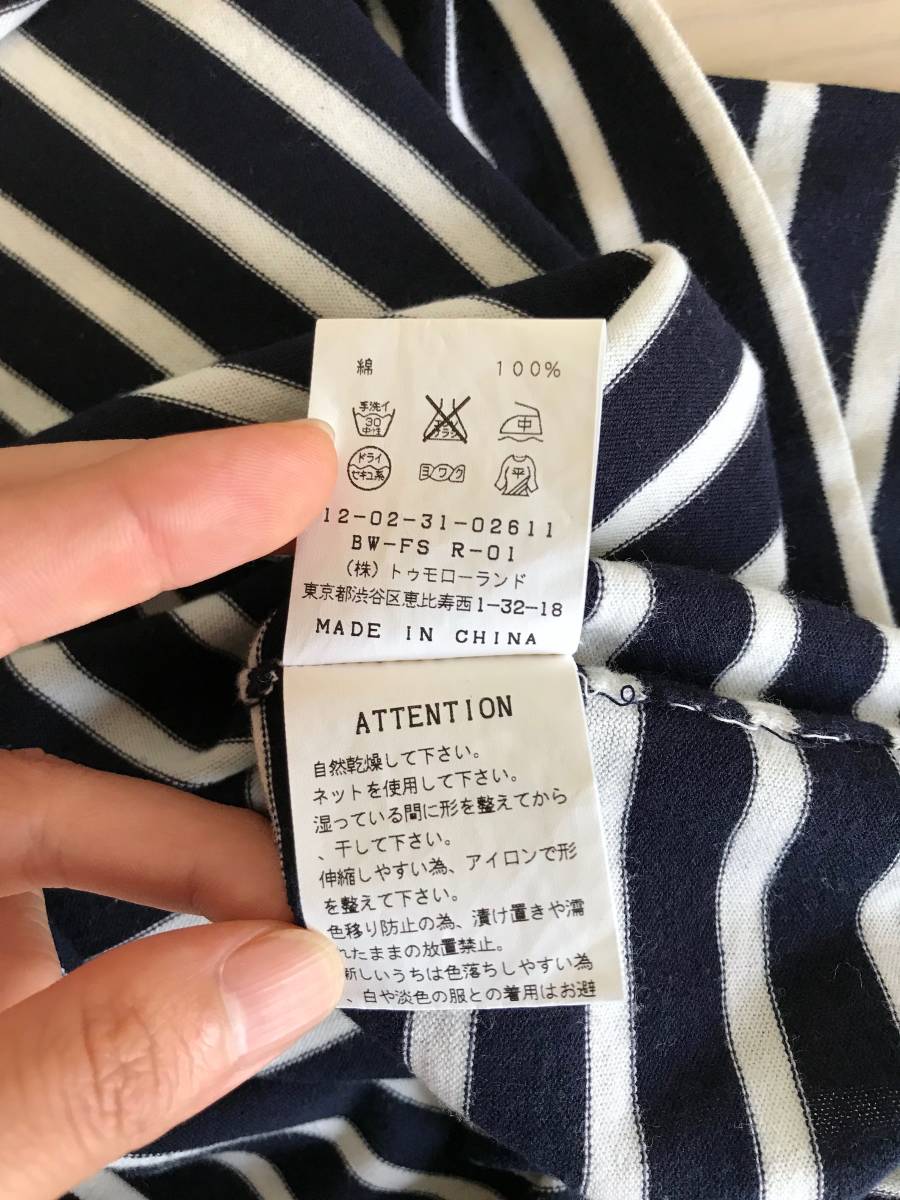 綿 100%
手洗イ
30
中性
エンソ
サラシ
中
ドライ
セキユ系
ヨワク
平
12-02-31-02611
BW-FS R-01
(株)トゥモローランド
東京都渋谷区恵比寿西1-32-18
MADE IN CHINA
ATTENTION
自然乾燥して下さい。
ネットを使用して下さい。
湿っている間に形を整えてから
、干して下さい。
伸縮しやすい為、アイロンで形
を整えて下さい。
色移り防止の為、漬け置きや濡
れたままの放置禁止。
新しいうちは色落ちしやすい為
、白や淡色の服との着用はお避